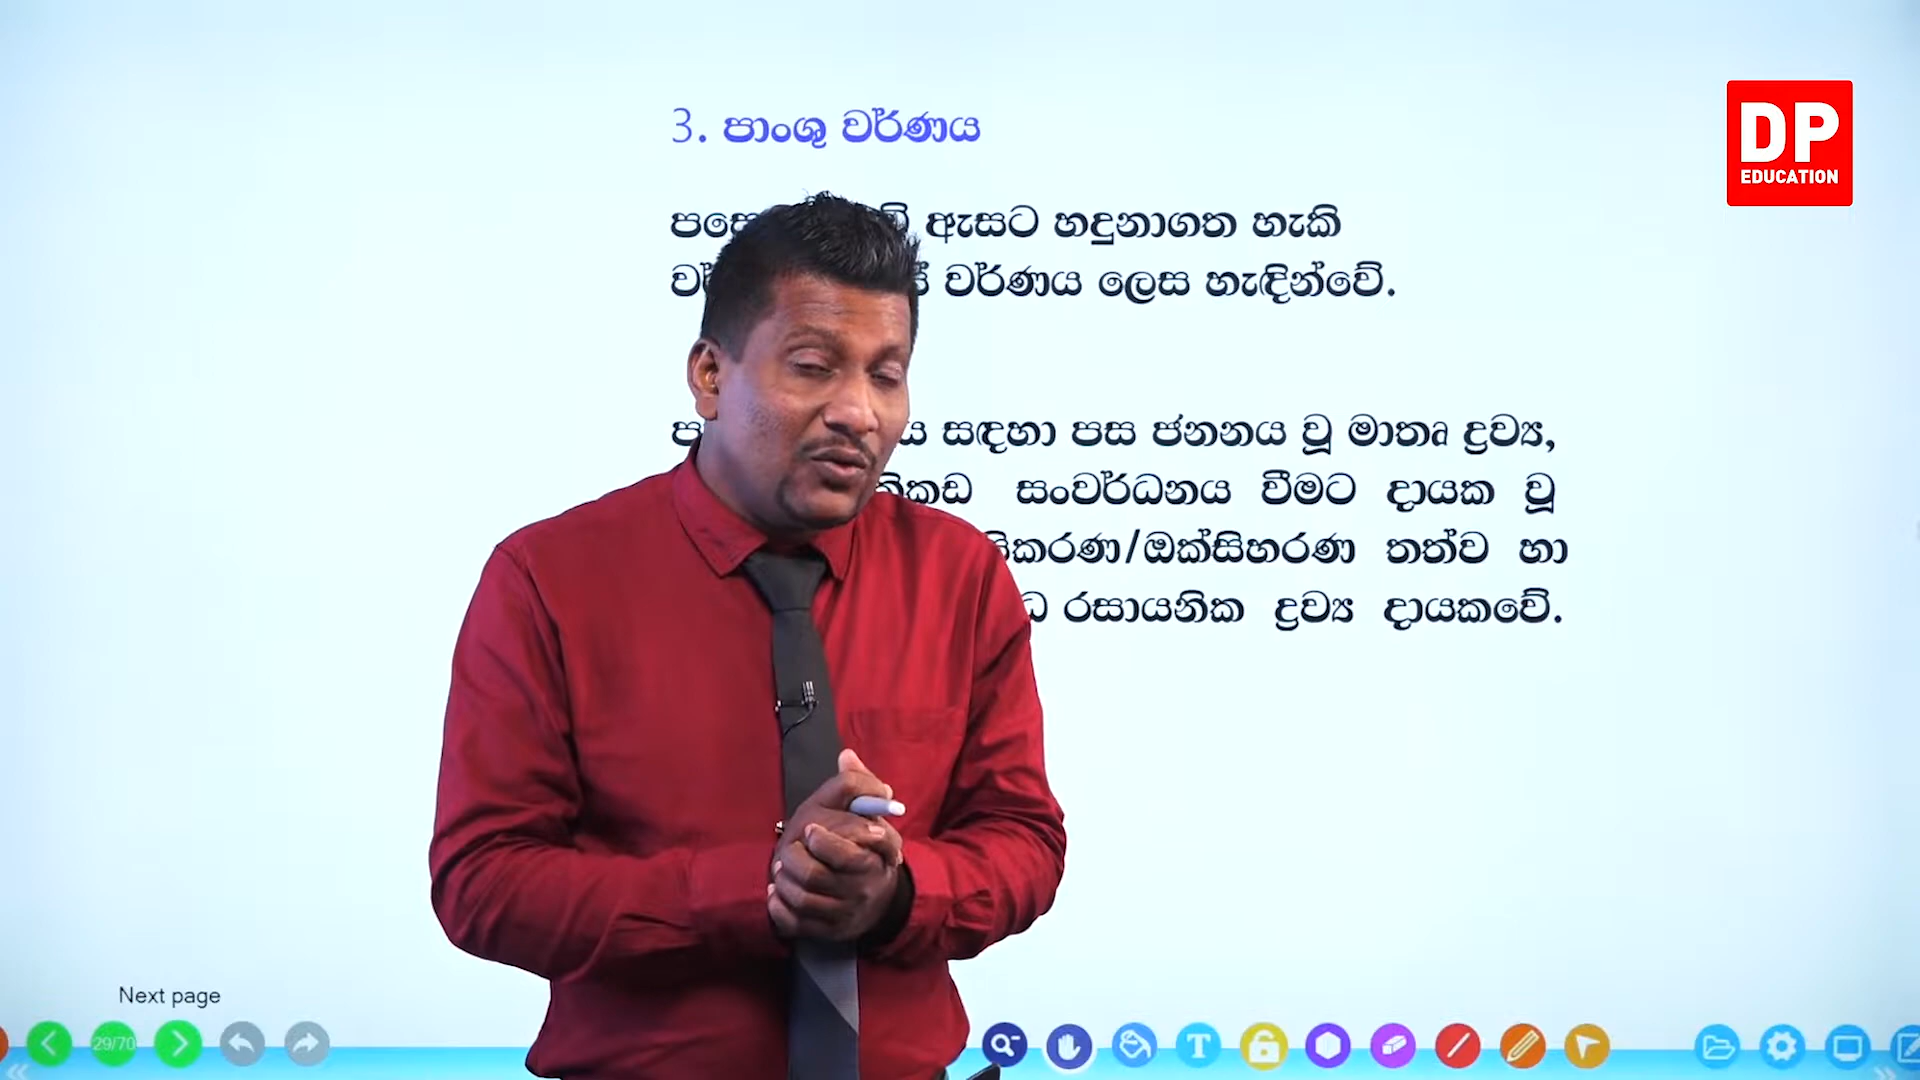 3. පාංශු වර්ණය
DP
EDUCATION
ඇසට හදුනාගත හැකි
වර්ණය ලෙස හැඳින්වේ.
සඳහා පස ජනනය වූ මාතෘ ද්‍රව්‍ය,
සංවර්ධනය වීමට දායක වූ
/ඔක්සිහරණ තත්ව හා
රසායනික ද්‍රව්‍ය දායකවේ.
Next page
29/70